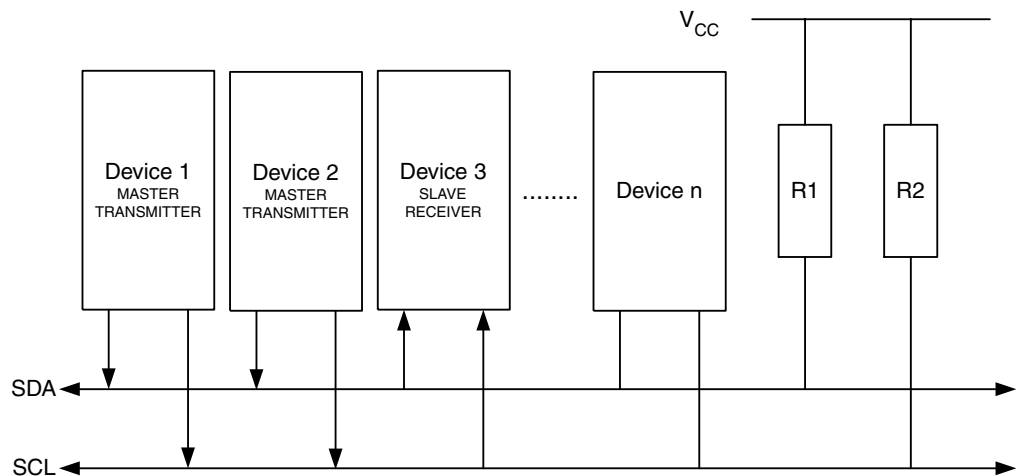 VCC
Device 1
MASTER
TRANSMITTER
Device 2
MASTER
TRANSMITTER
Device 3
SLAVE
RECEIVER
........
Device n
R1
R2
SDA
SCL